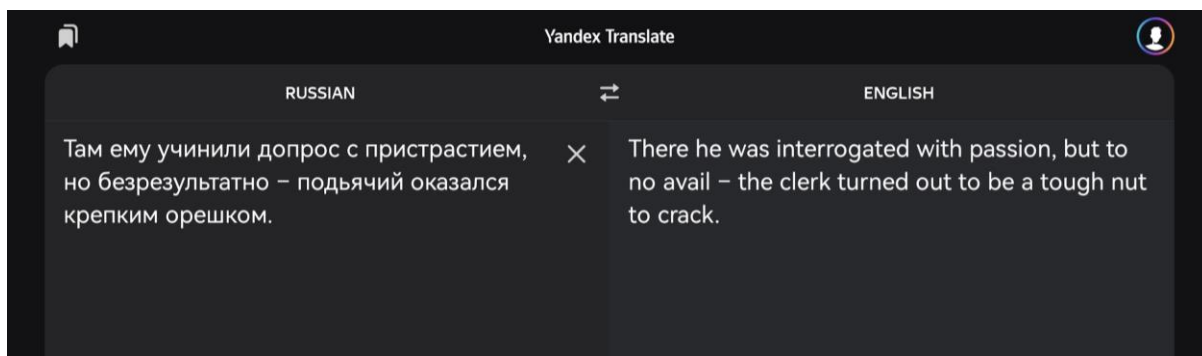 Yandex Translate
RUSSIAN
ENGLISH
Там ему учинили допрос с пристрастием,
но безрезультатно – подьячий оказался
крепким орешком.
There he was interrogated with passion, but to
no avail – the clerk turned out to be a tough nut
to crack.